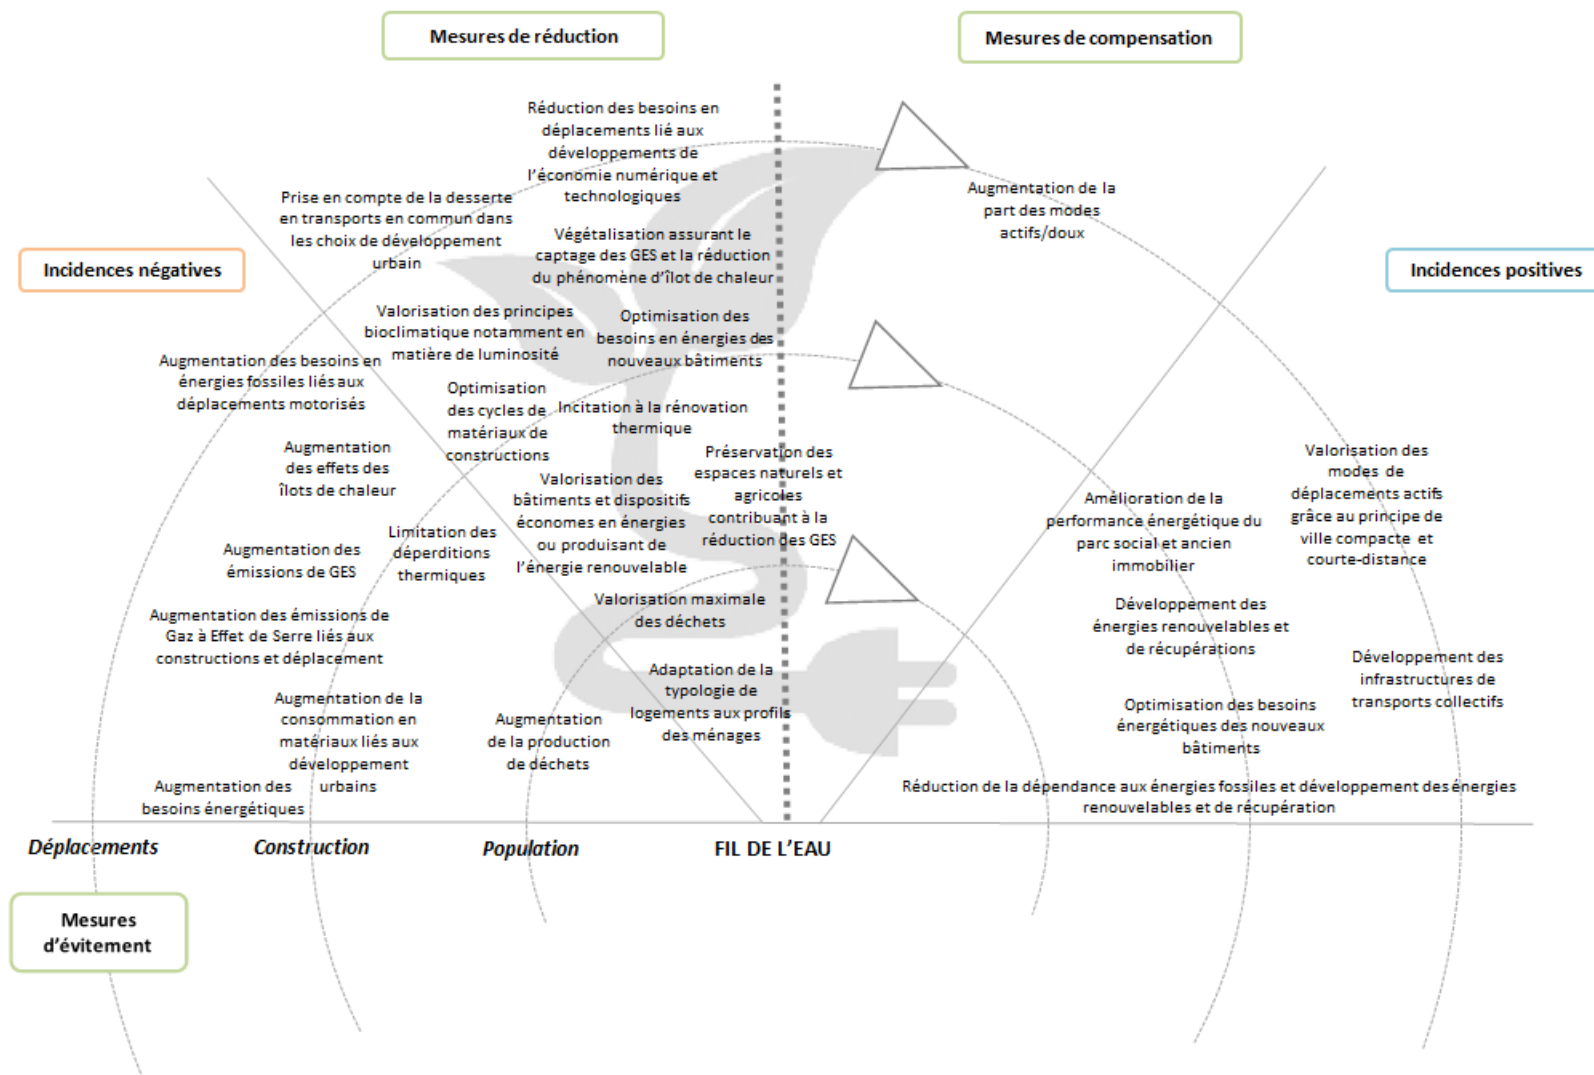 Mesures de réduction
Mesures de compensation
Réduction des besoins en
déplacements lié aux
développements de
l'économie numérique et
technologiques
Prise en compte de la desserte
en transports en commun dans
les choix de développement
urbain
Augmentation de la
part des modes
actifs/doux
Végétalisation assurant le
captage des GES et la réduction
du phénomène d'îlot de chaleur
Incidences négatives
Incidences positives
Valorisation des principes
bioclimatique notamment en
matière de luminosité
Optimisation des
besoins en énergies des
nouveaux bâtiments
Augmentation des besoins en
énergies fossiles liés aux
déplacements motorisés
Optimisation
des cycles de
matériaux de
constructions
Incitation à la rénovation
thermique
Augmentation
des effets des
îlots de chaleur
Préservation des
espaces naturels et
agricoles
contribuant à la
réduction des GES
Valorisation des
modes de
déplacements actifs
grâce au principe de
ville compacte et
courte-distance
Valorisation des
bâtiments et dispositifs
économes en énergies
ou produisant de
l'énergie renouvelable
Amélioration de la
performance énergétique du
parc social et ancien
immobilier
Limitation des
déperditions
thermiques
Augmentation des
émissions de GES
Valorisation maximale
des déchets
Développement des
énergies renouvelables et
de récupérations
Augmentation des émissions de
Gaz à Effet de Serre liés aux
constructions et déplacement
Développement des
infrastructures de
transports collectifs
Adaptation de la
typologie de
logements aux profils
des ménages
Augmentation de la
consommation en
matériaux liés aux
développement
urbains
Augmentation
de la production
de déchets
Optimisation des besoins
énergétiques des nouveaux
bâtiments
Augmentation des
besoins énergétiques
Réduction de la dépendance aux énergies fossiles et développement des énergies
renouvelables et de récupération
Déplacements
Construction
Population
FIL DE L'EAU
Mesures
d'évitement